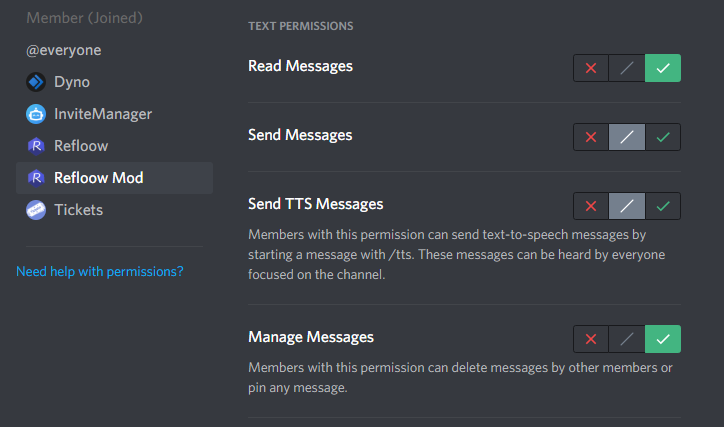 Member (Joined)
@everyone
Dyno
InviteManager
Refloow
Refloow Mod
Tickets
Need help with permissions?
TEXT PERMISSIONS
Read Messages
Send Messages
Send TTS Messages
Members with this permission can send text-to-speech messages by
starting a message with /tts. These messages can be heard by everyone
focused on the channel.
Manage Messages
Members with this permission can delete messages by other members or
pin any message.